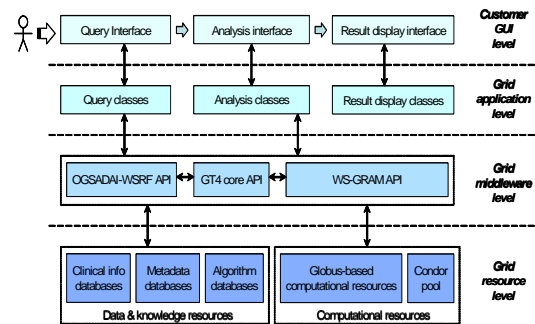 Query Interface
Analysis interface
Result display interface
Customer
GUI
level
Query classes
Analysis classes
Result display classes
Grid
application
level
OGSADAI-WSRF API
GT4 core API
WS-GRAM API
Grid
middleware
level
Clinical info
databases
Metadata
databases
Algorithm
databases
Data & knowledge resources
Globus-based
computational resources
Condor
pool
Computational resources
Grid
resource
level